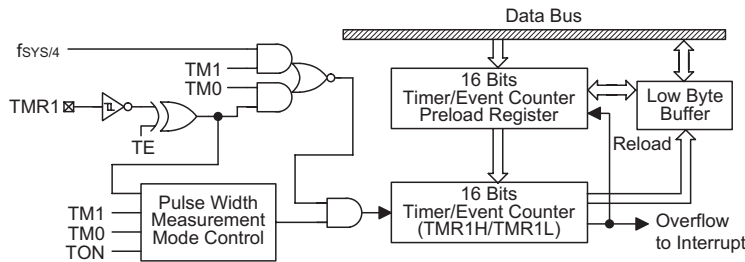 Data Bus
fSYS/4
TM1
TM0
TMR1
TE
16 Bits
Timer/Event Counter
Preload Register
Low Byte
Buffer
Reload
TM1
TM0
TON
Pulse Width
Measurement
Mode Control
16 Bits
Timer/Event Counter
(TMR1H/TMR1L)
Overflow
to Interrupt